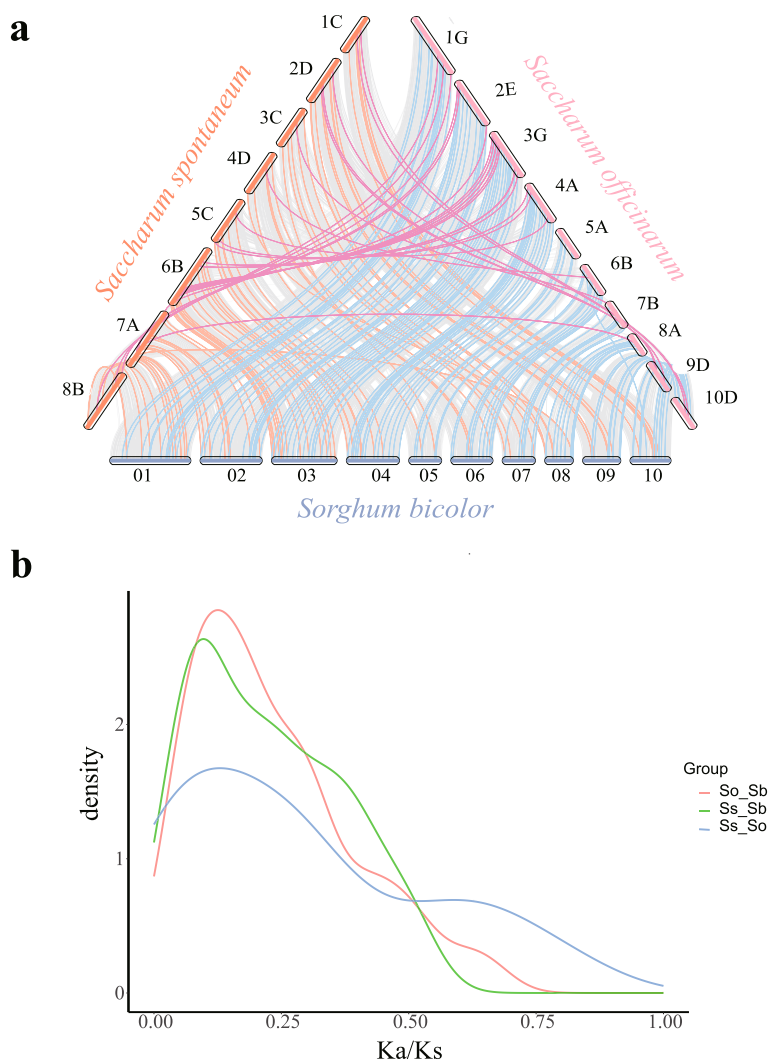 a
1C
1G
2D
2E
3C
3G
4D
4A
5C
5A
6B
6B
7A
7B
8A
8B
9D
10D
Saccharum spontaneum
Saccharum officinarum
01 02 03 04 05 06 07 08 09 10
Sorghum bicolor
b
density
2
1
0
0.00 0.25 0.50 0.75 1.00
Ka/Ks
Group
So_Sb
Ss_Sb
Ss_So